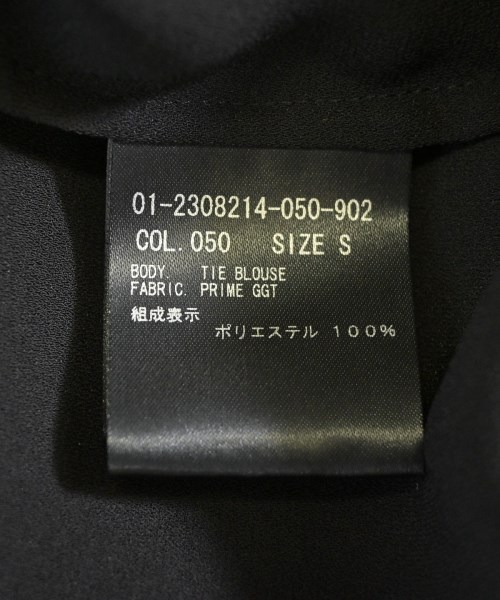 01-2308214-050-902
COL. 050 SIZE S
BODY. TIE BLOUSE
FABRIC. PRIME GGT
組成表示
ポリエステル 100%